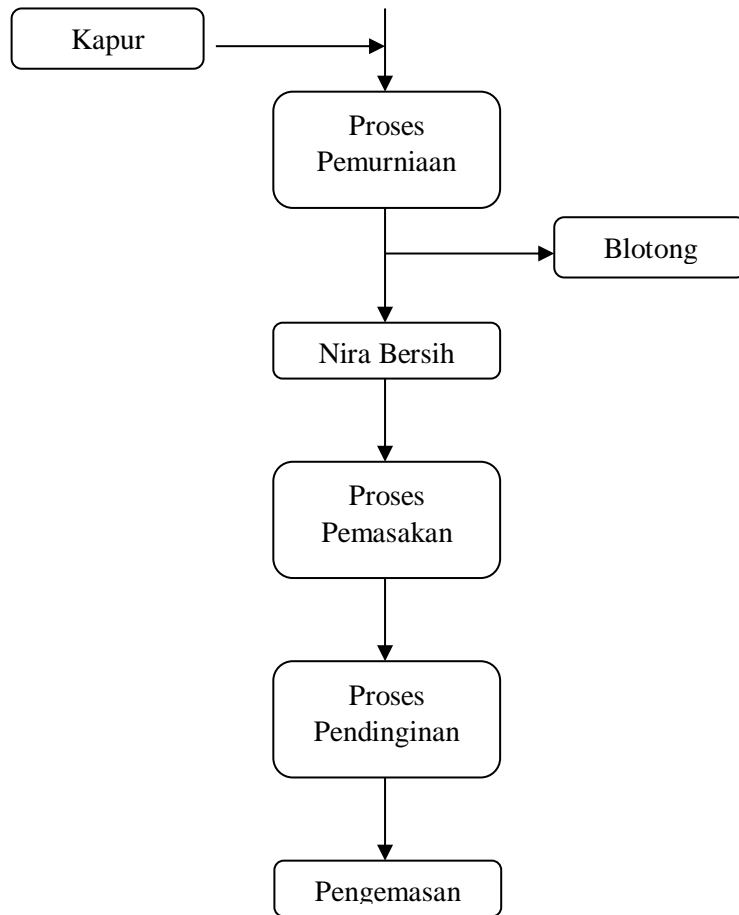 Kapur
Proses
Pemurniaan
Blotong
Nira Bersih
Proses
Pemasakan
Proses
Pendinginan
Pengemasan